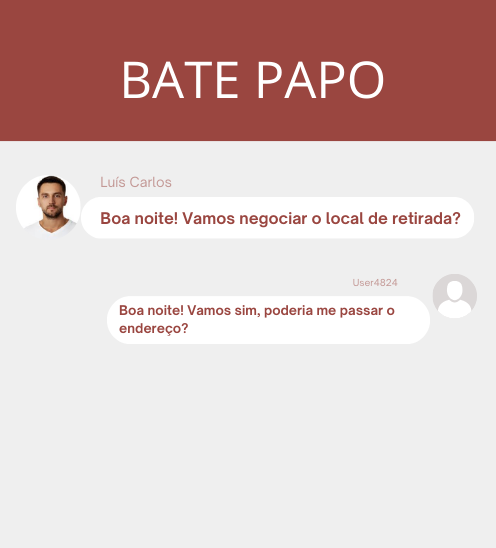 BATE PAPO
Luís Carlos
Boa noite! Vamos negociar o local de retirada?
User4824
Boa noite! Vamos sim, poderia me passar o
endereço?